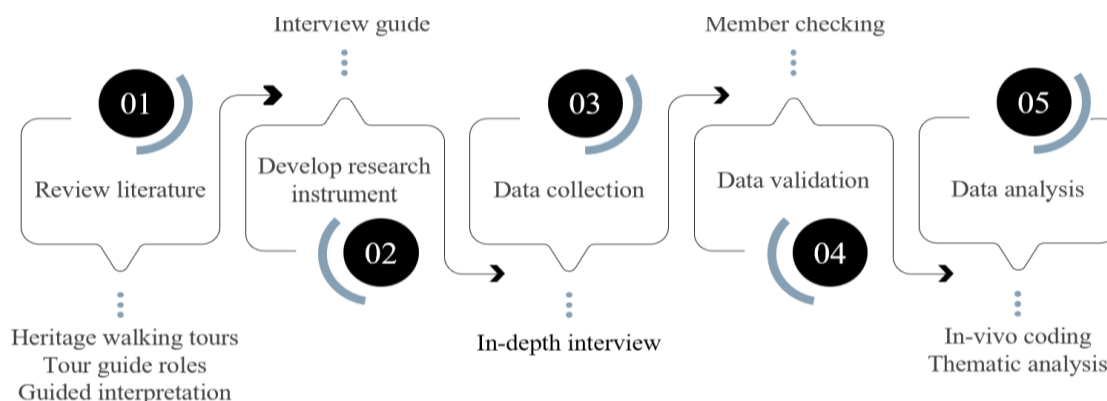 Interview guide
Member checking
01
03
05
Review literature
Develop research
instrument
Data collection
Data validation
Data analysis
02
04
Heritage walking tours
Tour guide roles
Guided interpretation
In-depth interview
In-vivo coding
Thematic analysis